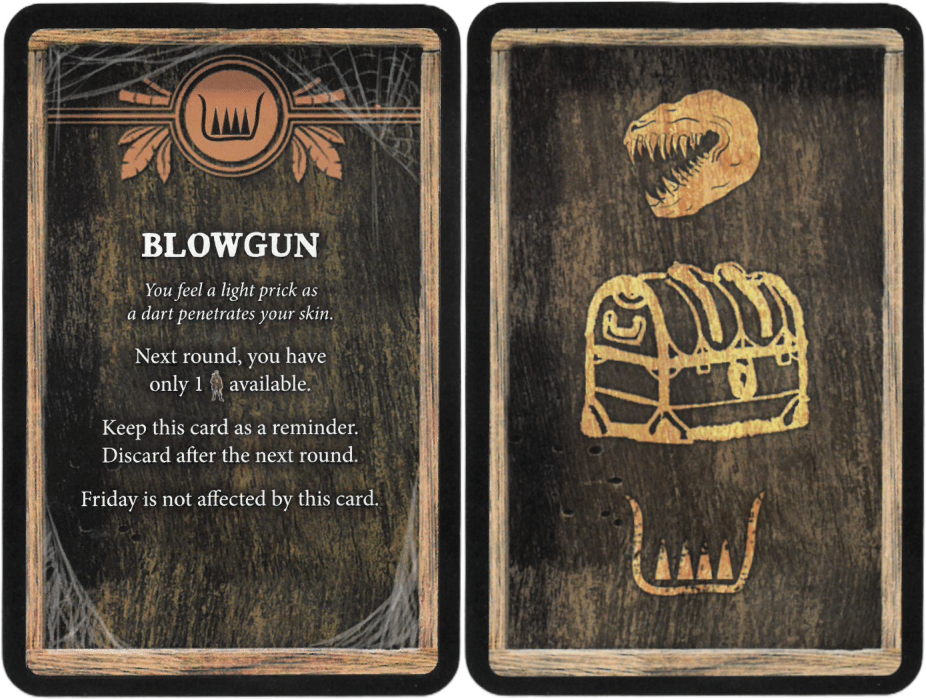 BLOWGUN
You feel a light prick as
a dart penetrates your skin.
Next round, you have
only 1 available.
Keep this card as a reminder.
Discard after the next round.
Friday is not affected by this card.